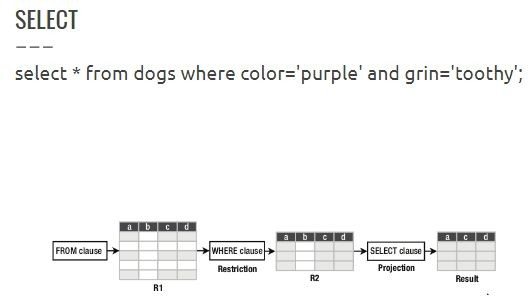 SELECT
---
select * from dogs where color='purple' and grin='toothy';
a b c d
FROM clause
R1
WHERE clause
Restriction
a b c d
R2
SELECT clause
Projection
a c d
Result